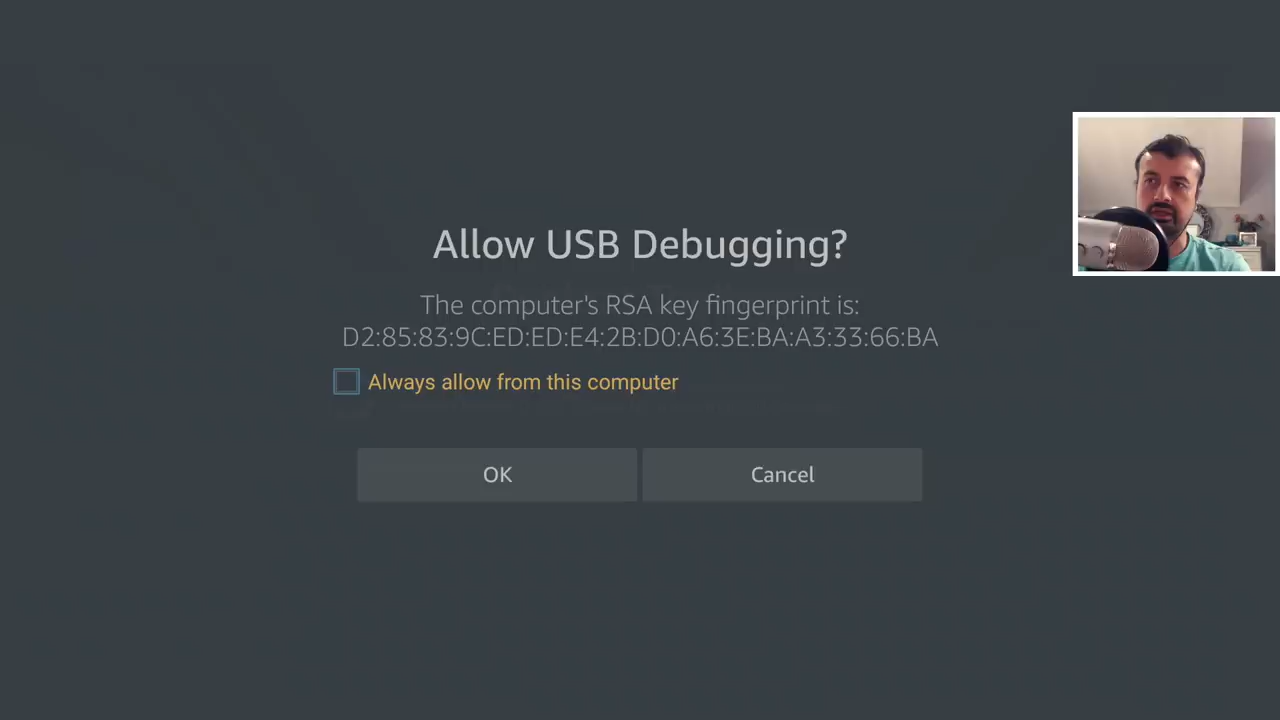 Allow USB Debugging?
The computer's RSA key fingerprint is:
D2:85:83:9C:ED:ED:E4:2B:D0:A6:3E:BA:A3:33:66:BA
Always allow from this computer
OK
Cancel